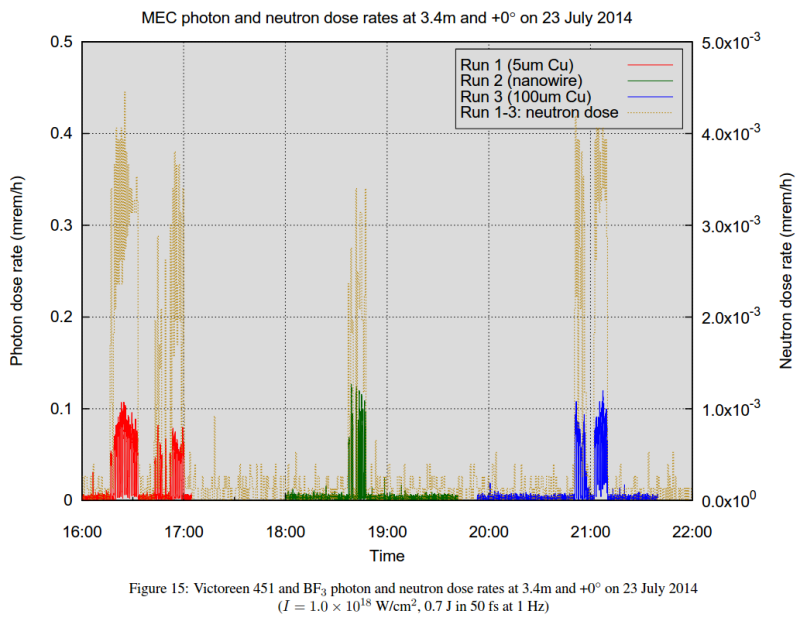 MEC photon and neutron dose rates at 3.4m and +0° on 23 July 2014
0.5
0.4
0.3
0.2
0.1
0
5.0x10⁻³
4.0x10⁻³
3.0x10⁻³
2.0x10⁻³
1.0x10⁻³
0.0x10⁰
Photon dose rate (mrem/h)
Neutron dose rate (mrem/h)
Run 1 (5um Cu)
Run 2 (nanowire)
Run 3 (100um Cu)
Run 1-3: neutron dose
16:00 17:00 18:00 19:00 20:00 21:00 22:00
Time
Figure 15: Victoreen 451 and BF₃ photon and neutron dose rates at 3.4m and +0° on 23 July 2014
(I = 1.0 × 10¹⁸ W/cm², 0.7 J in 50 fs at 1 Hz)